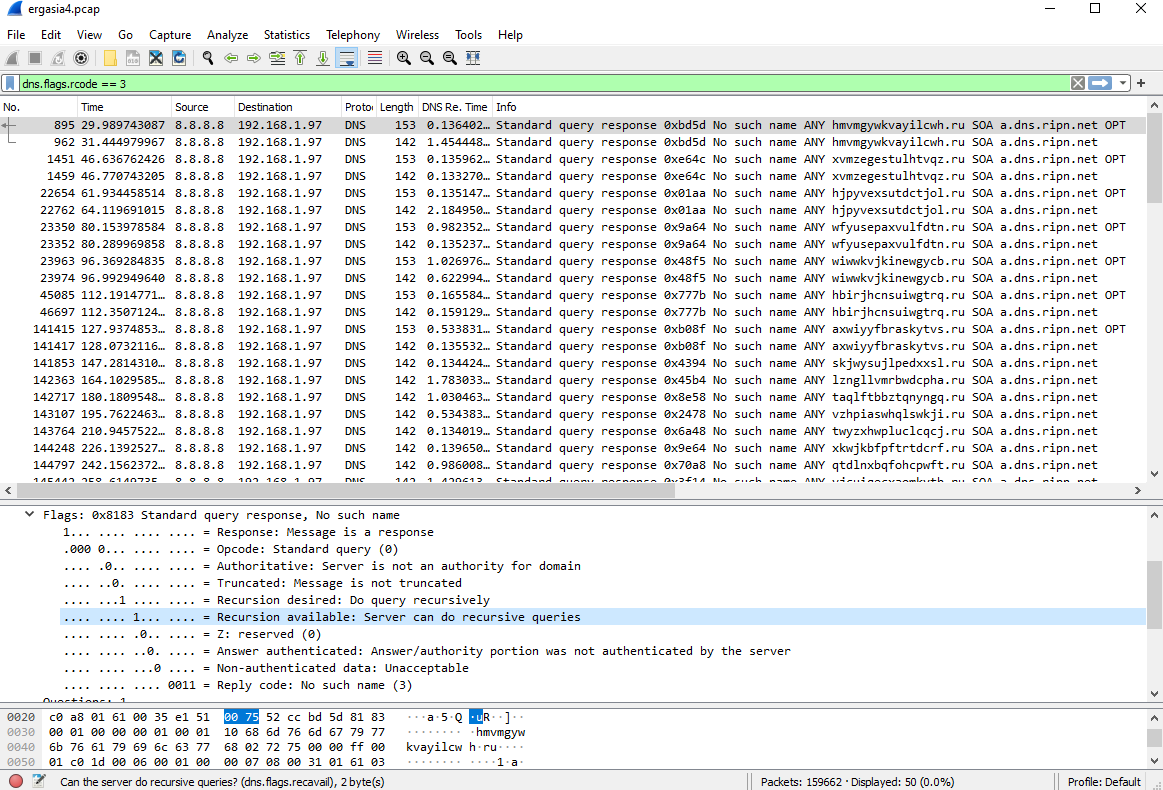 ergasia4.pcap
File Edit View Go Capture Analyze Statistics Telephony Wireless Tools Help
dns.flags.rcode == 3
No. Time Source Destination Protoc Length DNS Re. Time Info
895 29.989743087 8.8.8.8 192.168.1.97 DNS 153 0.136402… Standard query response 0xbd5d No such name ANY hmvmgywkvayilcwh.ru SOA a.dns.ripn.net OPT
962 31.444979967 8.8.8.8 192.168.1.97 DNS 142 1.454448… Standard query response 0xbd5d No such name ANY hmvmgywkvayilcwh.ru SOA a.dns.ripn.net
1451 46.636762426 8.8.8.8 192.168.1.97 DNS 153 0.135962… Standard query response 0xe64c No such name ANY xvmzegestulhtvqz.ru SOA a.dns.ripn.net OPT
1459 46.770743205 8.8.8.8 192.168.1.97 DNS 142 0.133270… Standard query response 0xe64c No such name ANY xvmzegestulhtvqz.ru SOA a.dns.ripn.net
22654 61.934458514 8.8.8.8 192.168.1.97 DNS 153 0.135147… Standard query response 0x01aa No such name ANY hjpyvexsutdctjol.ru SOA a.dns.ripn.net OPT
22762 64.119691015 8.8.8.8 192.168.1.97 DNS 142 2.184950… Standard query response 0x01aa No such name ANY hjpyvexsutdctjol.ru SOA a.dns.ripn.net
23350 80.153978584 8.8.8.8 192.168.1.97 DNS 153 0.982352… Standard query response 0x9a64 No such name ANY wfyusepaxvulfdtn.ru SOA a.dns.ripn.net OPT
23352 80.289969858 8.8.8.8 192.168.1.97 DNS 142 0.135237… Standard query response 0x9a64 No such name ANY wfyusepaxvulfdtn.ru SOA a.dns.ripn.net
23963 96.369284835 8.8.8.8 192.168.1.97 DNS 153 1.026976… Standard query response 0x48f5 No such name ANY wiwwkvjkinewgycb.ru SOA a.dns.ripn.net OPT
23974 96.992949640 8.8.8.8 192.168.1.97 DNS 142 0.622994… Standard query response 0x48f5 No such name ANY wiwwkvjkinewgycb.ru SOA a.dns.ripn.net
45085 112.1914771… 8.8.8.8 192.168.1.97 DNS 153 0.165584… Standard query response 0x777b No such name ANY hbirjhcnsuiwgtrq.ru SOA a.dns.ripn.net OPT
46697 112.3507124… 8.8.8.8 192.168.1.97 DNS 142 0.159129… Standard query response 0x777b No such name ANY hbirjhcnsuiwgtrq.ru SOA a.dns.ripn.net
141415 127.9374853… 8.8.8.8 192.168.1.97 DNS 153 0.533831… Standard query response 0xb08f No such name ANY axwiyyfbraskytvs.ru SOA a.dns.ripn.net OPT
141417 128.0732116… 8.8.8.8 192.168.1.97 DNS 142 0.135532… Standard query response 0xb08f No such name ANY axwiyyfbraskytvs.ru SOA a.dns.ripn.net
141853 147.2814310… 8.8.8.8 192.168.1.97 DNS 142 0.134424… Standard query response 0x4394 No such name ANY skjwysujlpedxxsl.ru SOA a.dns.ripn.net
142363 164.1029585… 8.8.8.8 192.168.1.97 DNS 142 1.783033… Standard query response 0x45b4 No such name ANY lzngllvmrbwdcpha.ru SOA a.dns.ripn.net
142717 180.1809548… 8.8.8.8 192.168.1.97 DNS 142 1.030463… Standard query response 0x8e58 No such name ANY taqlftbbztqnyngq.ru SOA a.dns.ripn.net
143107 195.7622463… 8.8.8.8 192.168.1.97 DNS 142 0.534383… Standard query response 0x2478 No such name ANY vzhpiaswhqlswkji.ru SOA a.dns.ripn.net
143764 210.9457522… 8.8.8.8 192.168.1.97 DNS 142 0.134019… Standard query response 0x6a48 No such name ANY twyzxhwpluclcqcj.ru SOA a.dns.ripn.net
144248 226.1392527… 8.8.8.8 192.168.1.97 DNS 142 0.139650… Standard query response 0x9e64 No such name ANY xkwjkbfpftrtdcrf.ru SOA a.dns.ripn.net
144797 242.1562372… 8.8.8.8 192.168.1.97 DNS 142 0.986008… Standard query response 0x70a8 No such name ANY qtdlnxbqfohcpwft.ru SOA a.dns.ripn.net
Flags: 0x8183 Standard query response, No such name
1... .... .... .... = Response: Message is a response
.000 0... .... .... = Opcode: Standard query (0)
.... .0.. .... .... = Authoritative: Server is not an authority for domain
.... ..0. .... .... = Truncated: Message is not truncated
.... ...1 .... .... = Recursion desired: Do query recursively
.... .... 1... .... = Recursion available: Server can do recursive queries
.... .... .0.. .... = Z: reserved (0)
.... .... ..0. .... = Answer authenticated: Answer/authority portion was not authenticated by the server
.... .... ...0 .... = Non-authenticated data: Unacceptable
.... .... .... 0011 = Reply code: No such name (3)
Questions: 1
0020 c0 a8 01 61 00 35 e1 51 00 75 52 cc bd 5d 81 83 ···a·5·Q ·uR··]··
0030 00 01 00 00 00 01 00 01 10 68 6d 76 6d 67 79 77 ········ ·hmvmgyw
0040 6b 76 61 79 69 6c 63 77 68 02 72 75 00 00 ff 00 kvayilcw h·ru····
0050 01 c0 1d 00 06 00 01 00 00 07 08 00 31 01 61 03 ········ ····1·a·
Can the server do recursive queries? (dns.flags.recavail), 2 byte(s)
Packets: 159662 · Displayed: 50 (0.0%)
Profile: Default